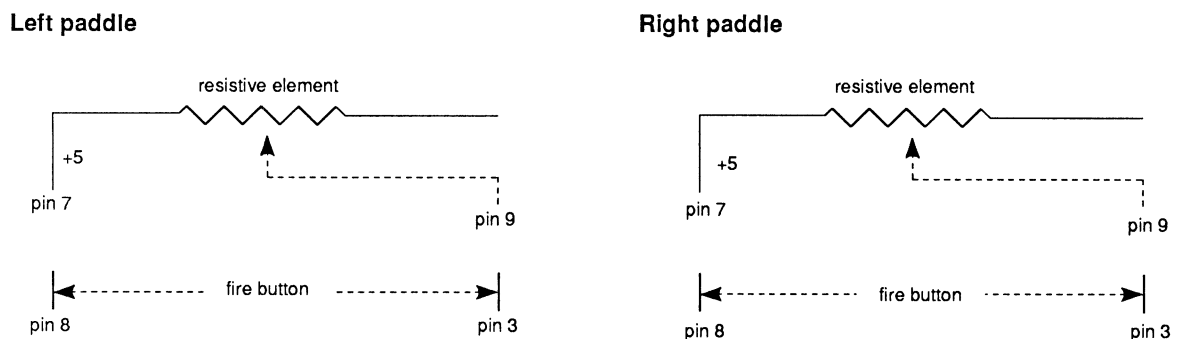 Left paddle
resistive element
+5
pin 7
pin 9
fire button
pin 8
pin 3
Right paddle
resistive element
+5
pin 7
pin 9
fire button
pin 8
pin 3